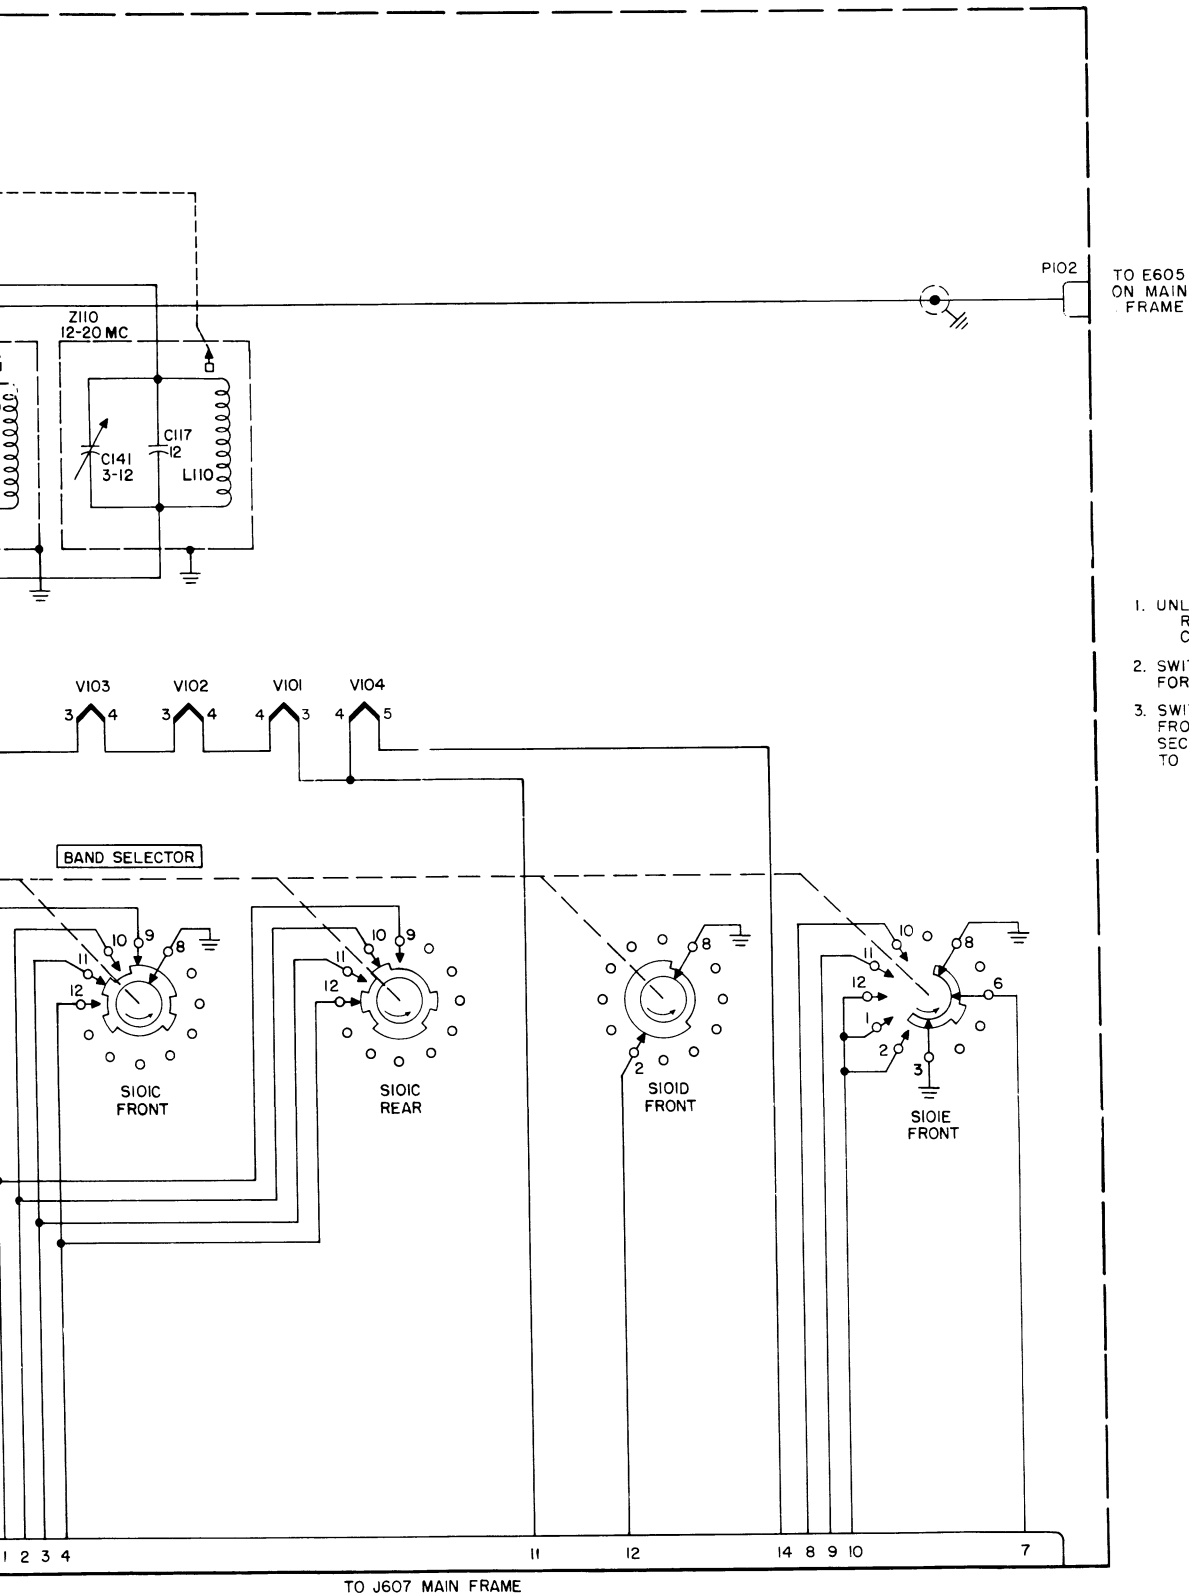 P102
TO E605
ON MAIN
FRAME
Z110
12-20 MC
C117
12
C141
3-12
L110
1. UNL
R
C
2. SWI
FOR
3. SWI
FRO
SEC
TO
V103
V102
V101
V104
3 4
3 4
4 3
4 5
BAND SELECTOR
10 9 8
11
12
S101C
FRONT
10 9
11
12
S101C
REAR
8
2
S101D
FRONT
10 8
11
12 6
1
2 3
S101E
FRONT
1 2 3 4 11 12 14 8 9 10 7
TO J607 MAIN FRAME